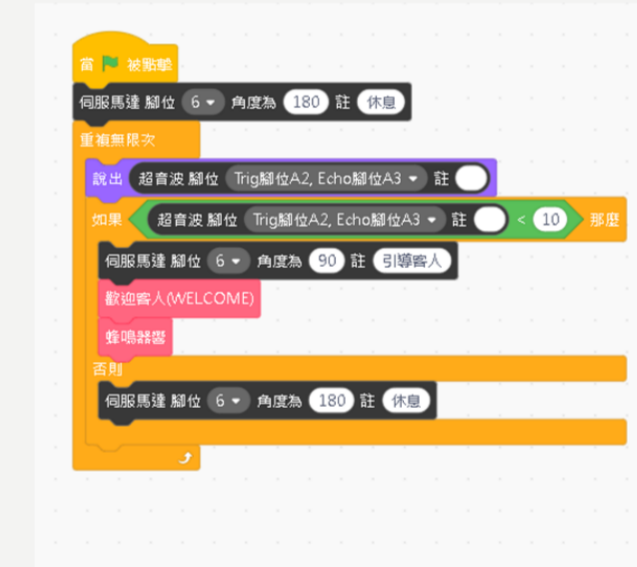 當 被點擊
伺服馬達 腳位 6 角度為 180 註 休息
重複無限次
說出 超音波 腳位 Trig腳位A2, Echo腳位A3 註
如果 超音波 腳位 Trig腳位A2, Echo腳位A3 註 < 10 那麼
伺服馬達 腳位 6 角度為 90 註 引導客人
歡迎客人(WELCOME)
蜂鳴器響
否則
伺服馬達 腳位 6 角度為 180 註 休息